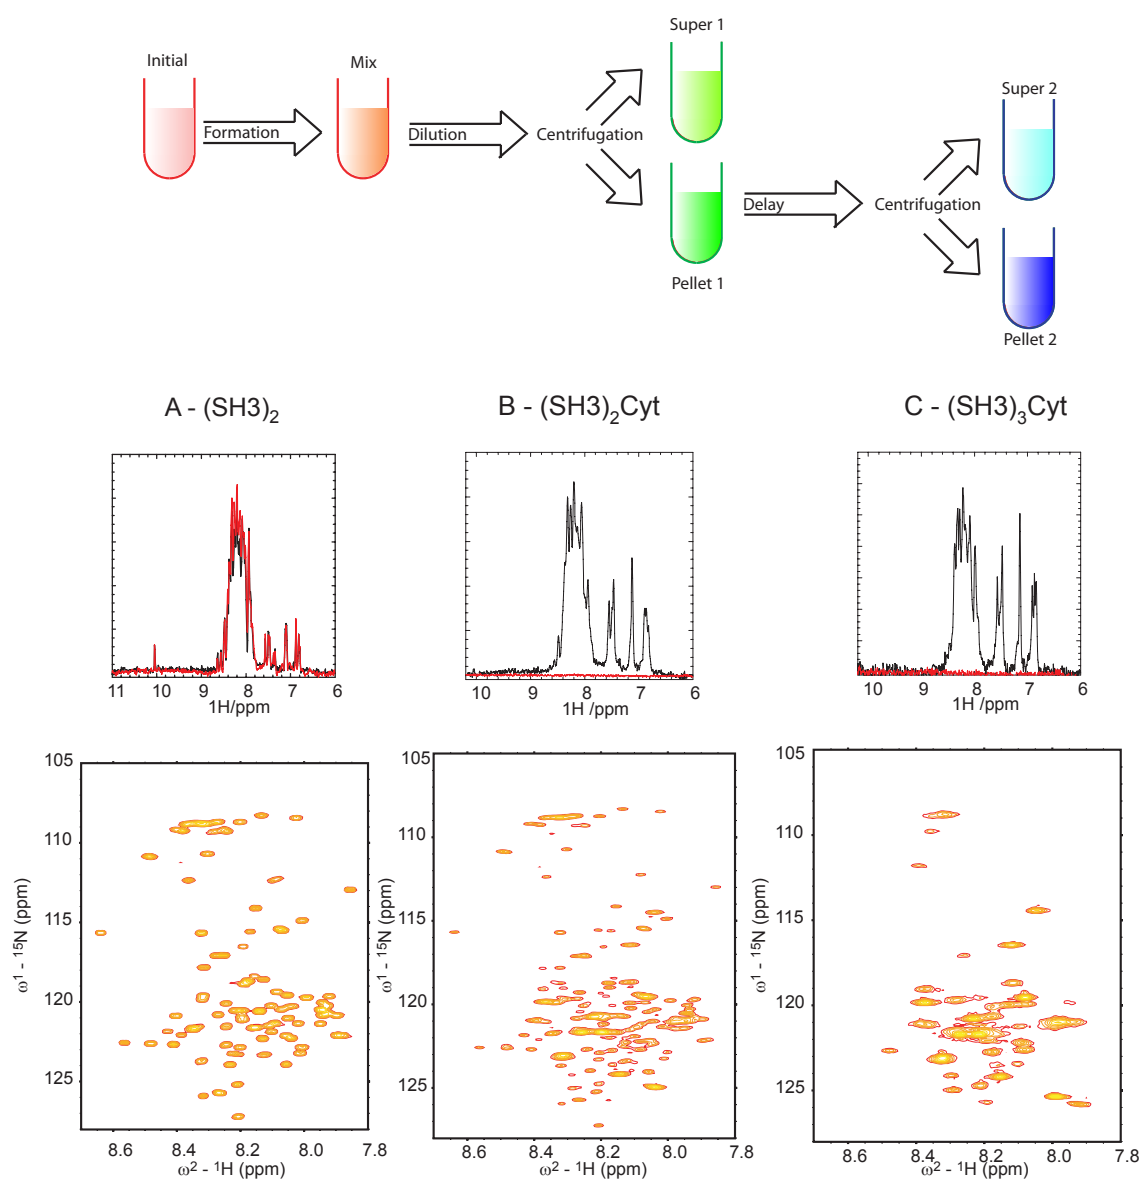 Super 1
Initial
Mix
Super 2
Formation
Dilution
Centrifugation
Delay
Centrifugation
Pellet 1
Pellet 2
A - (SH3)2
B - (SH3)2Cyt
C - (SH3)3Cyt
11 10 9 8 7 6
1H/ppm
10 9 8 7 6
1H /ppm
10 9 8 7 6
1H /ppm
105
110
115
120
125
ω1 - 15N (ppm)
8.6 8.4 8.2 8.0 7.8
ω2 - 1H (ppm)
105
110
115
120
125
ω1 - 15N (ppm)
8.6 8.4 8.2 8.0 7.8
ω2 - 1H (ppm)
105
110
115
120
125
ω1 - 15N (ppm)
8.6 8.4 8.2 8.0 7.8
ω2 - 1H (ppm)